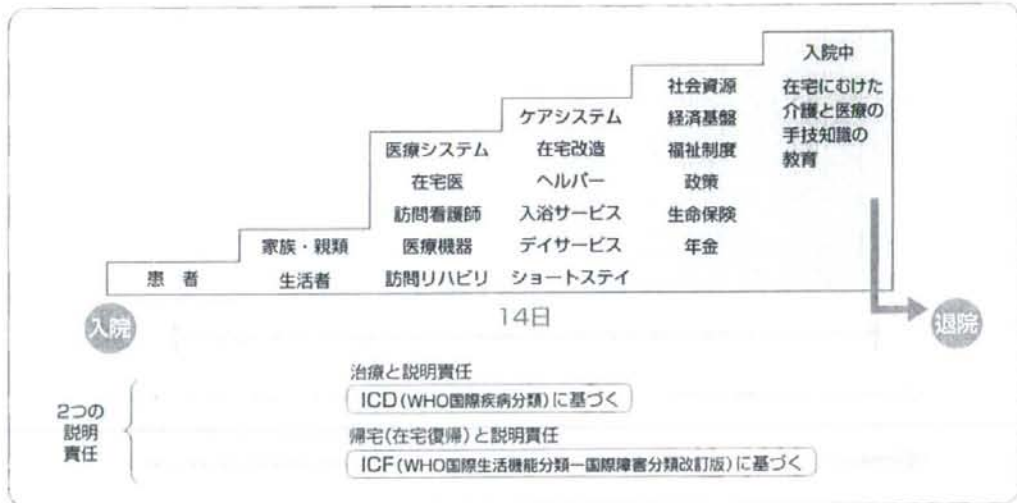 患 者
家族・親類
生活者
医療システム
在宅医
訪問看護師
医療機器
訪問リハビリ
ケアシステム
在宅改造
ヘルパー
入浴サービス
デイサービス
ショートステイ
社会資源
経済基盤
福祉制度
政策
生命保険
年金
入院中
在宅にむけた
介護と医療の
手技知識の
教育
入院
14日
退院
2つの
説明
責任
治療と説明責任
ICD(WHO国際疾病分類)に基づく
帰宅(在宅復帰)と説明責任
ICF(WHO国際生活機能分類ー国際障害分類改訂版)に基づく